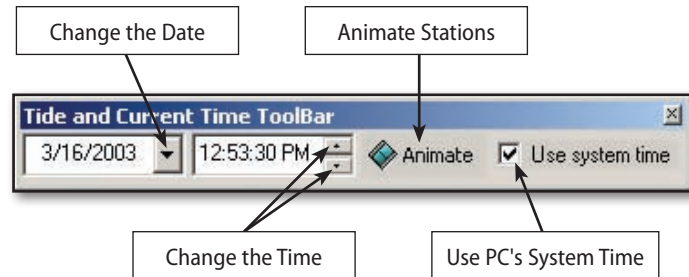 Change the Date
Animate Stations
Tide and Current Time ToolBar
3/16/2003 12:53:30 PM Animate Use system time
Change the Time
Use PC's System Time